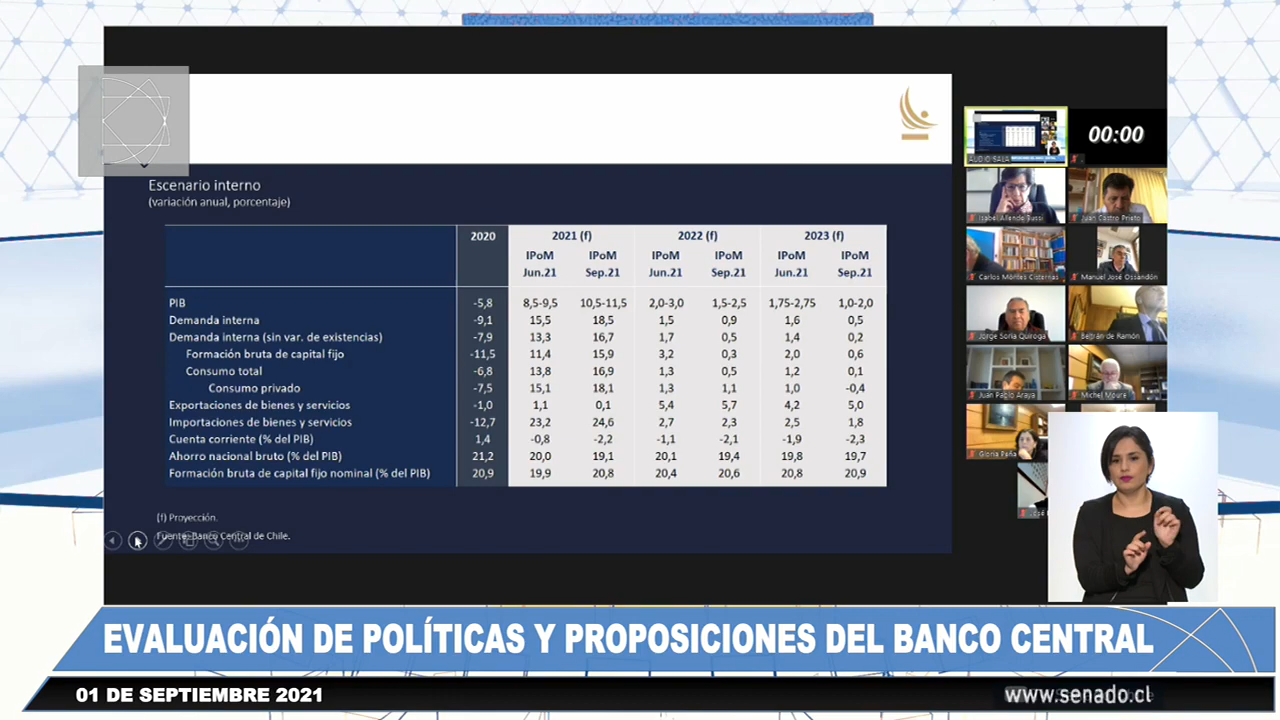 Escenario interno
(variación anual, porcentaje)
2020 2021 (f) 2022 (f) 2023 (f)
IPoM Jun.21 IPoM Sep.21 IPoM Jun.21 IPoM Sep.21 IPoM Jun.21 IPoM Sep.21
PIB -5,8 8,5-9,5 10,5-11,5 2,0-3,0 1,5-2,5 1,75-2,75 1,0-2,0
Demanda interna -9,1 15,5 18,5 1,5 0,9 1,6 0,5
Demanda interna (sin var. de existencias) -7,9 13,3 16,7 1,7 0,5 1,4 0,2
Formación bruta de capital fijo -11,5 11,4 15,9 3,2 0,3 2,0 0,6
Consumo total -6,8 13,8 16,9 1,3 0,5 1,2 0,1
Consumo privado -7,5 15,1 18,1 1,3 1,1 1,0 -0,4
Exportaciones de bienes y servicios -1,0 1,1 0,1 5,4 5,7 4,2 5,0
Importaciones de bienes y servicios -12,7 23,2 24,6 2,7 2,3 2,5 1,8
Cuenta corriente (% del PIB) 1,4 -0,8 -2,2 -1,1 -2,1 -1,9 -2,3
Ahorro nacional bruto (% del PIB) 21,2 20,0 19,1 20,1 19,4 19,8 19,7
Formación bruta de capital fijo nominal (% del PIB) 20,9 19,9 20,8 20,4 20,6 20,8 20,9
(f) Proyección.
Fuente: Banco Central de Chile.
AUDIO SALA
00:00
Isabel Allende Bussi
Juan Castro Prieto
Carlos Montes Cisternas
Manuel José Ossandón
Jorge Soria Quiroga
Beltrán de Ramón
Juan Pablo Araya
Michel Moure
Gloria Peña
José
EVALUACIÓN DE POLÍTICAS Y PROPOSICIONES DEL BANCO CENTRAL
01 DE SEPTIEMBRE 2021
www.senado.cl